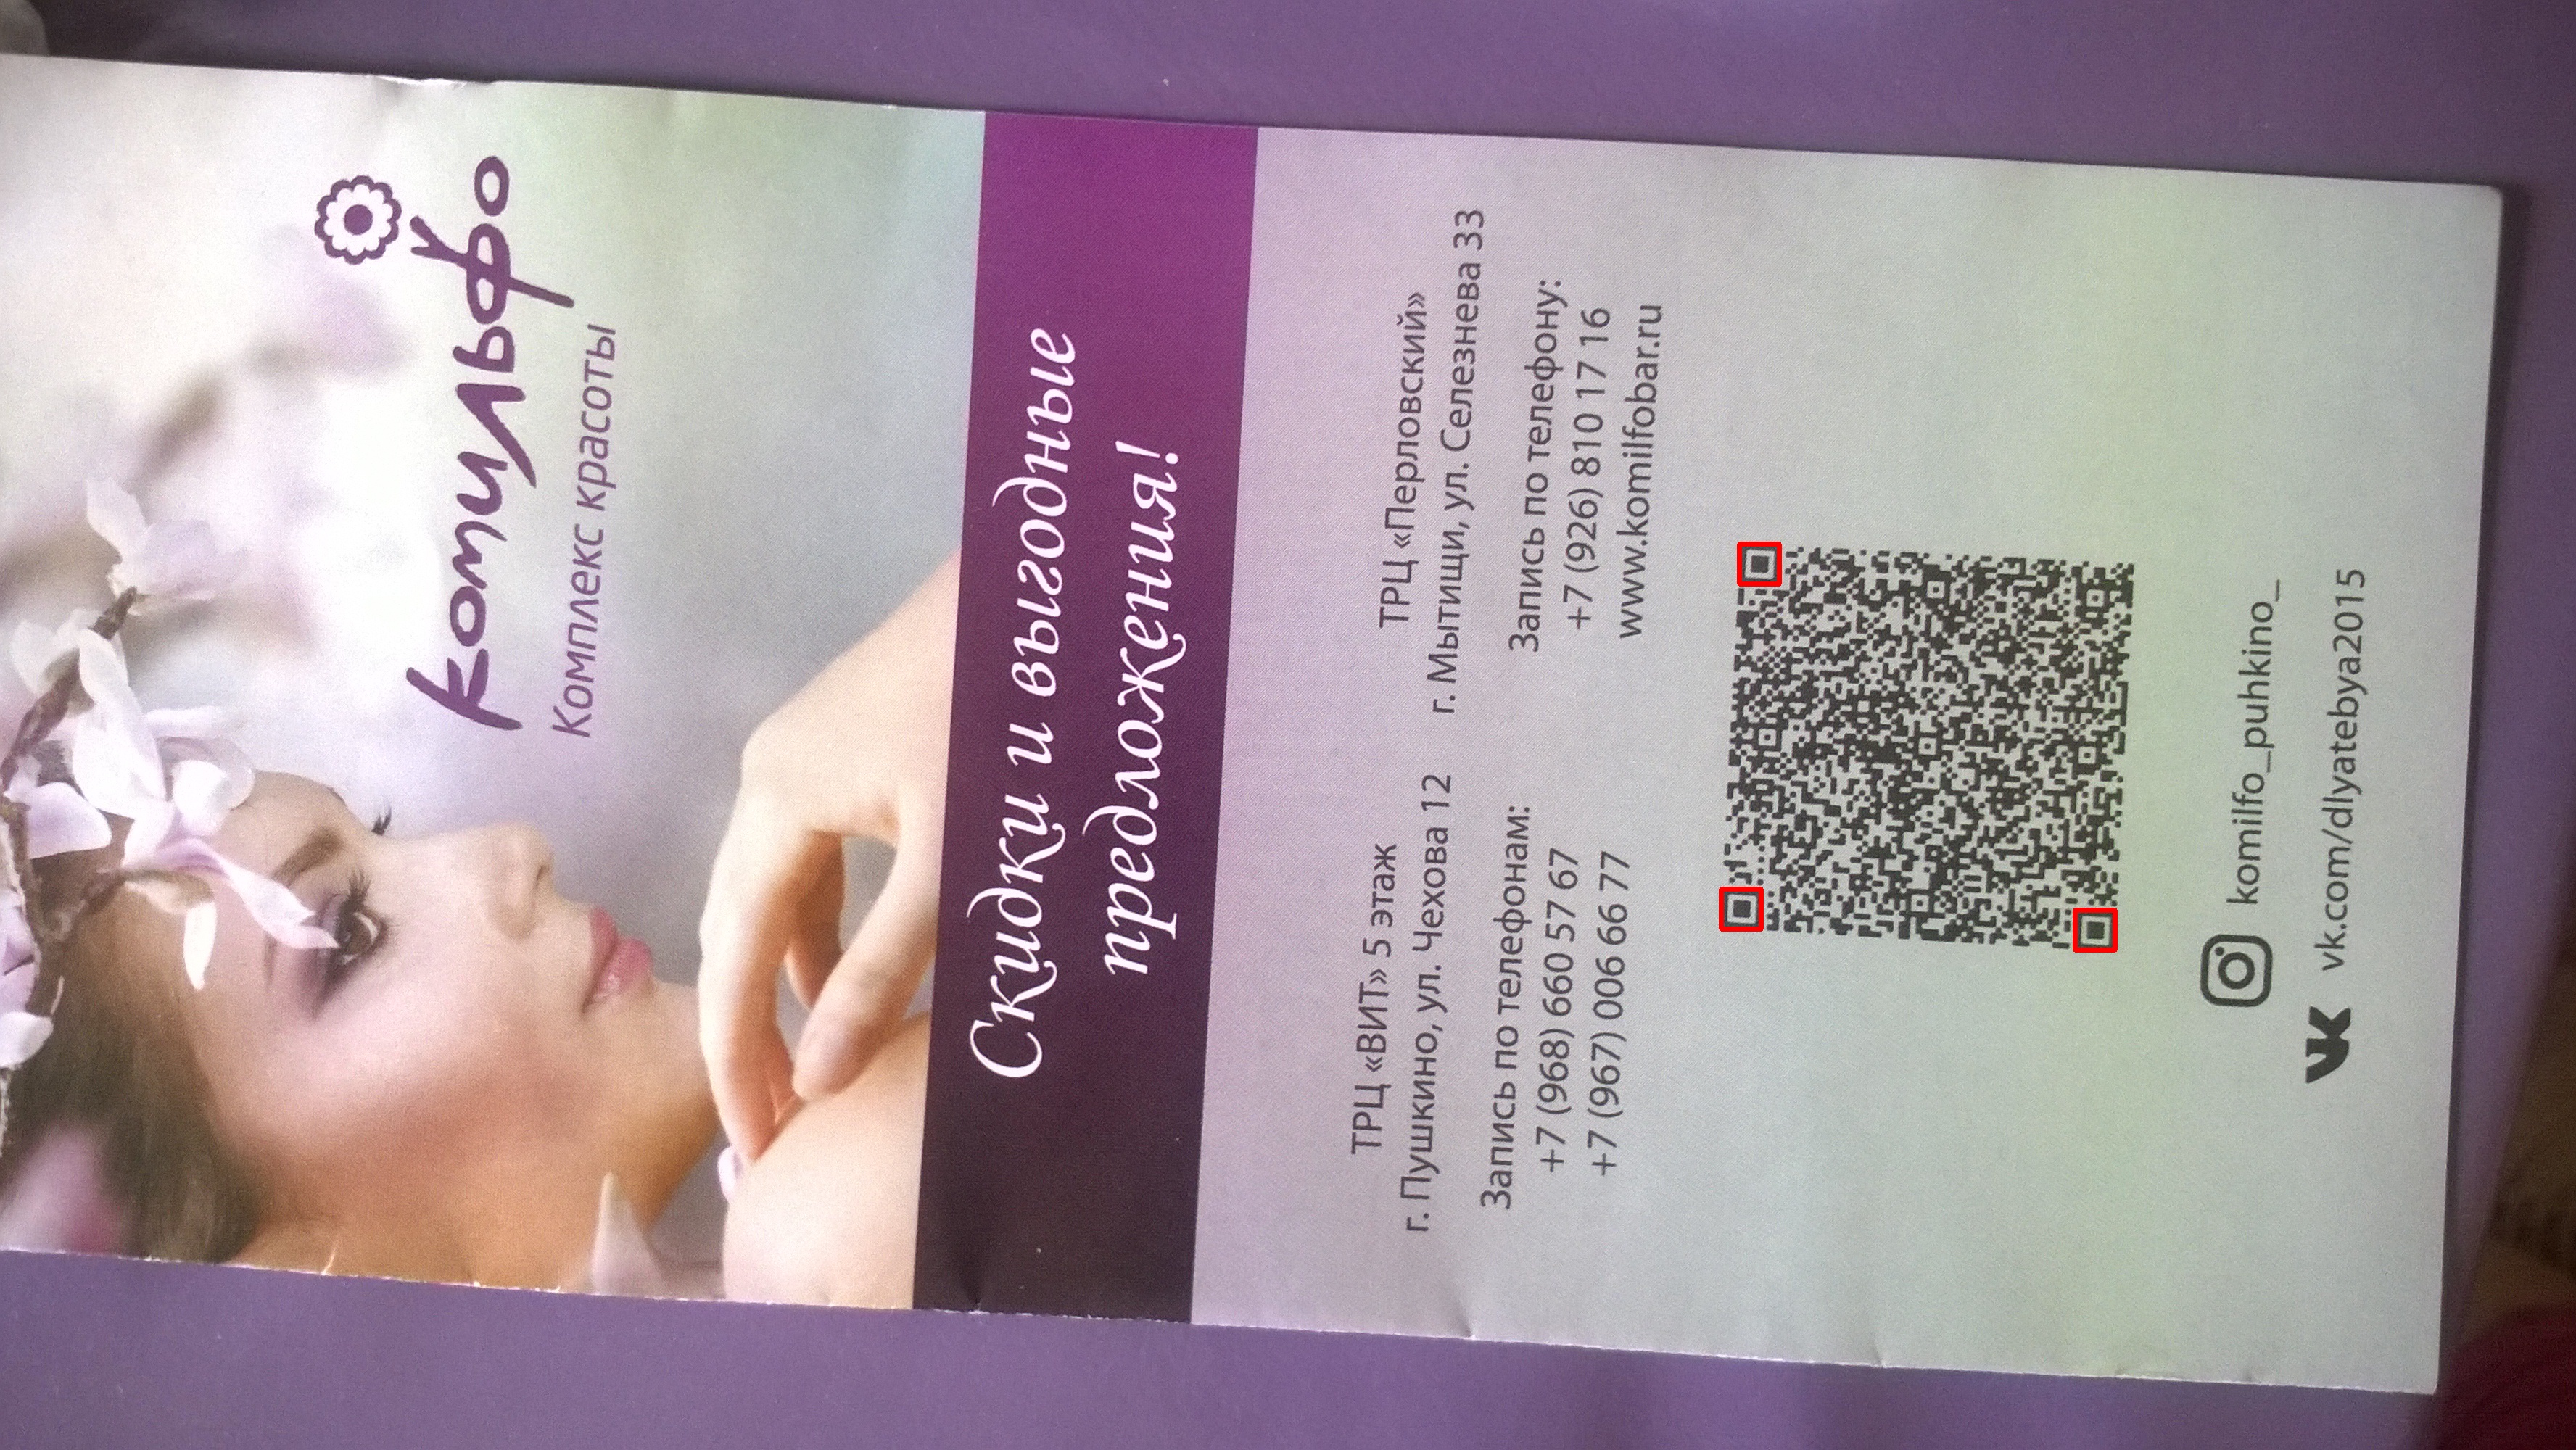 комильфо
Комплекс красоты
Скидки и выгодные
предложения!
ТРЦ «ВИТ» 5 этаж
г. Пушкино, ул. Чехова 12
Запись по телефонам:
+7 (968) 660 57 67
+7 (967) 006 66 77
ТРЦ «Перловский»
г. Мытищи, ул. Селезнева 33
Запись по телефону:
+7 (926) 810 17 16
www.komilfobar.ru
komilfo_puhkino_
vk.com/dlyatebya2015